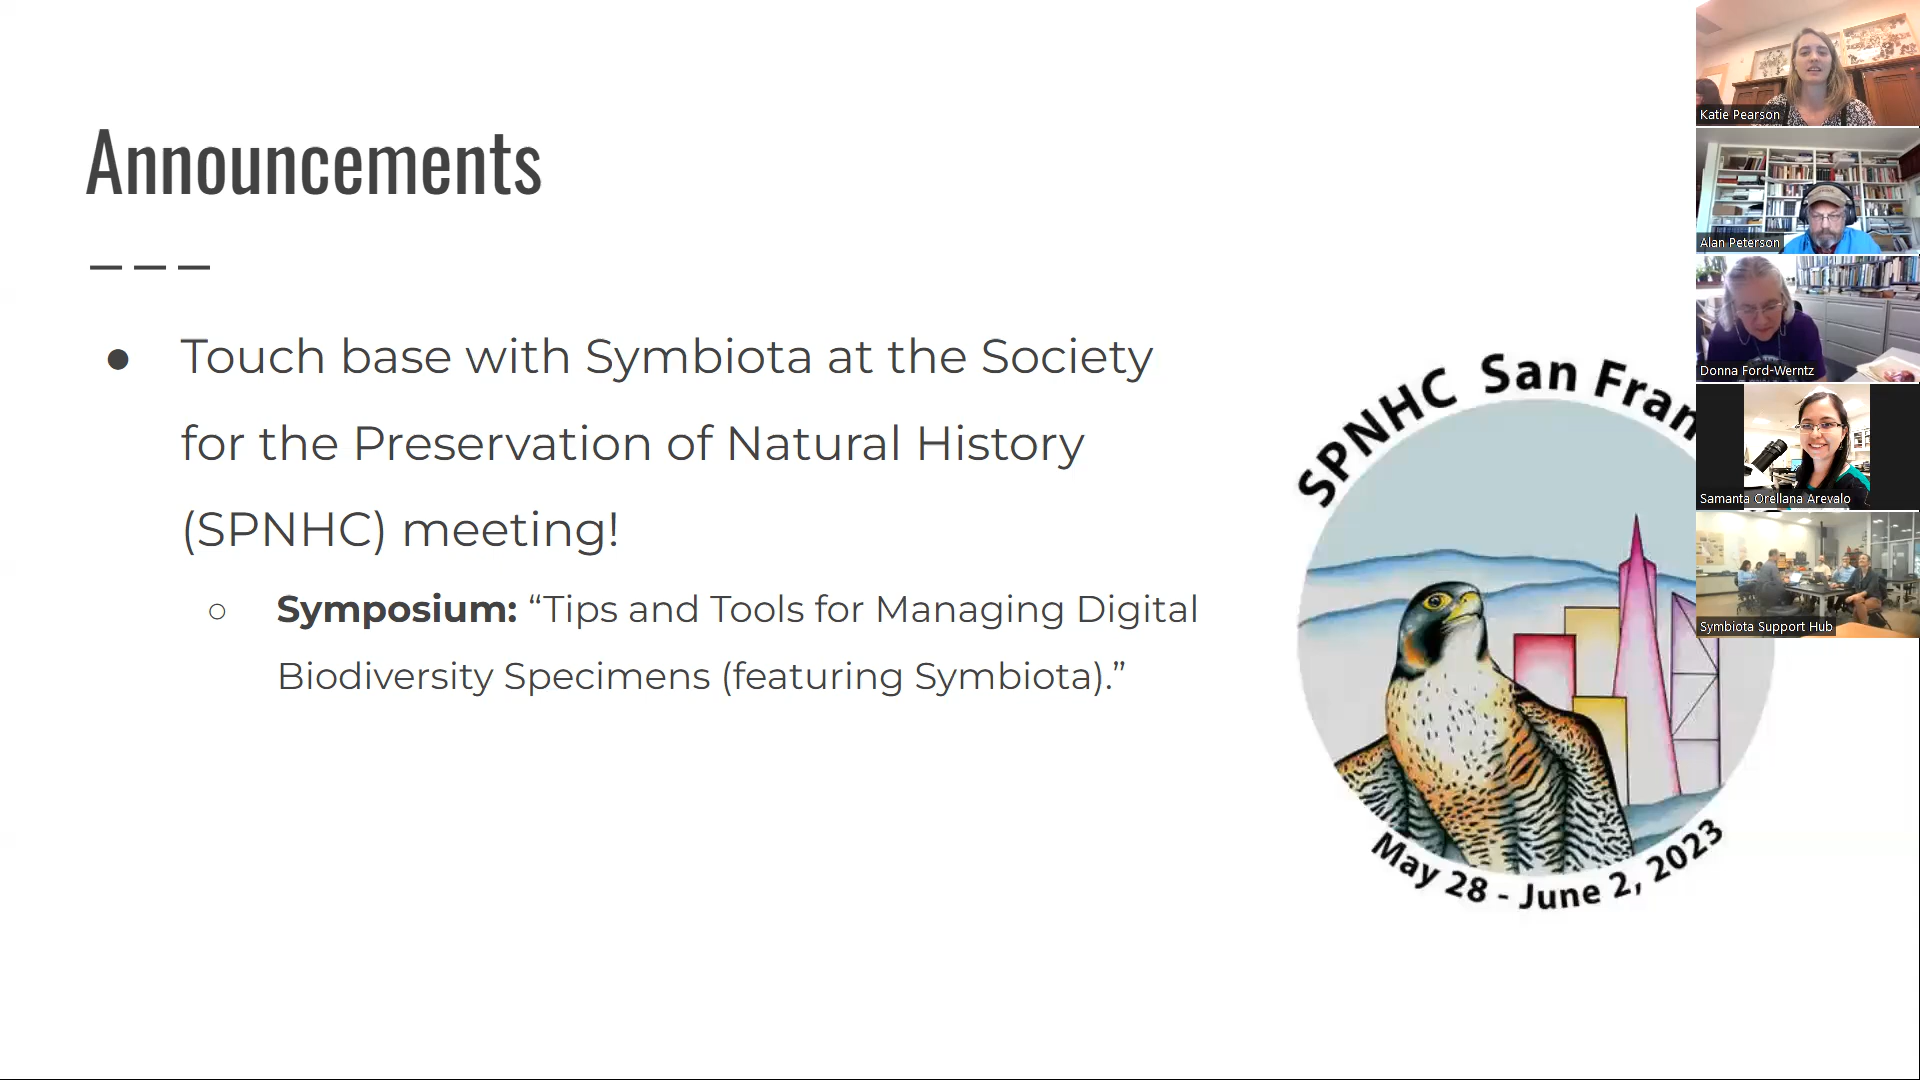 Announcements
● Touch base with Symbiota at the Society
for the Preservation of Natural History
(SPNHC) meeting!
○ Symposium: “Tips and Tools for Managing Digital
Biodiversity Specimens (featuring Symbiota).”
SPNHC San Fran
May 28 - June 2, 2023
Katie Pearson
Alan Peterson
Donna Ford-Werntz
Samanta Orellana Arevalo
Symbiota Support Hub